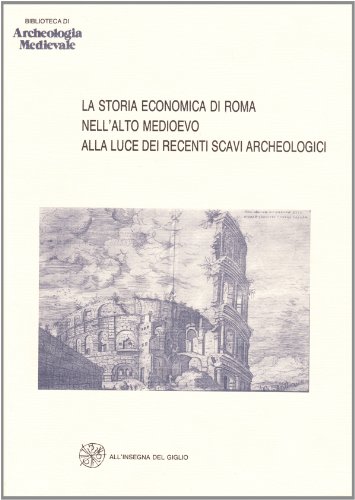 BIBLIOTECA DI
Archeologia
Medievale
LA STORIA ECONOMICA DI ROMA
NELL'ALTO MEDIOEVO
ALLA LUCE DEI RECENTI SCAVI ARCHEOLOGICI
ALL'INSEGNA DEL GIGLIO